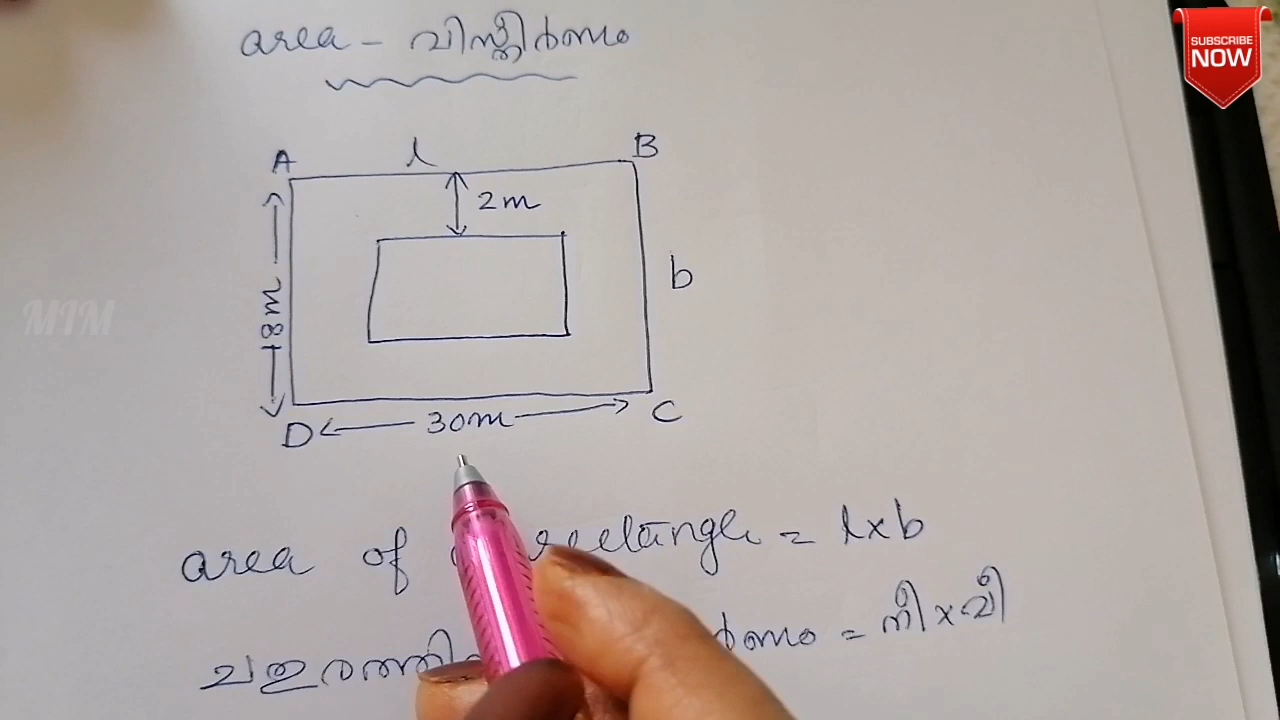 area - വിസ്തീർണം
SUBSCRIBE
NOW
A l B
2m
b
18m
MIM
D 30m C
area of rectangle = l×b
ചതുരത്തി ർണം = നീ×വീ